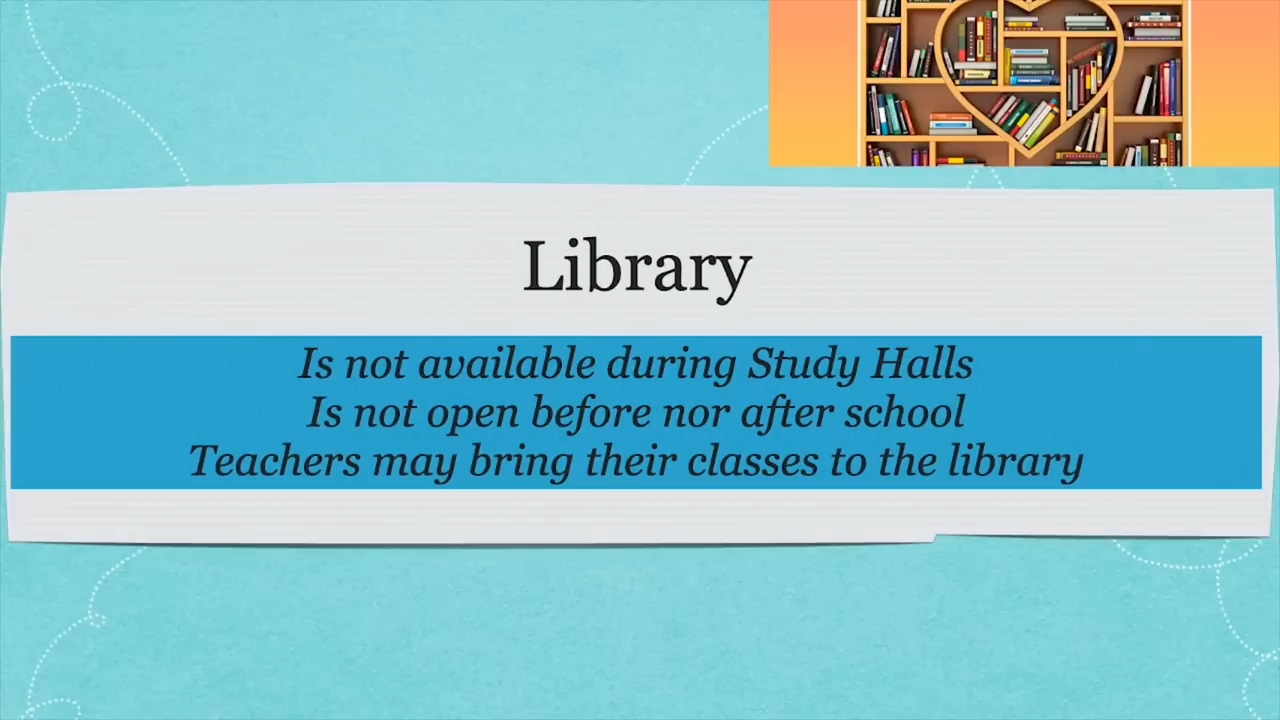 Library
Is not available during Study Halls
Is not open before nor after school
Teachers may bring their classes to the library